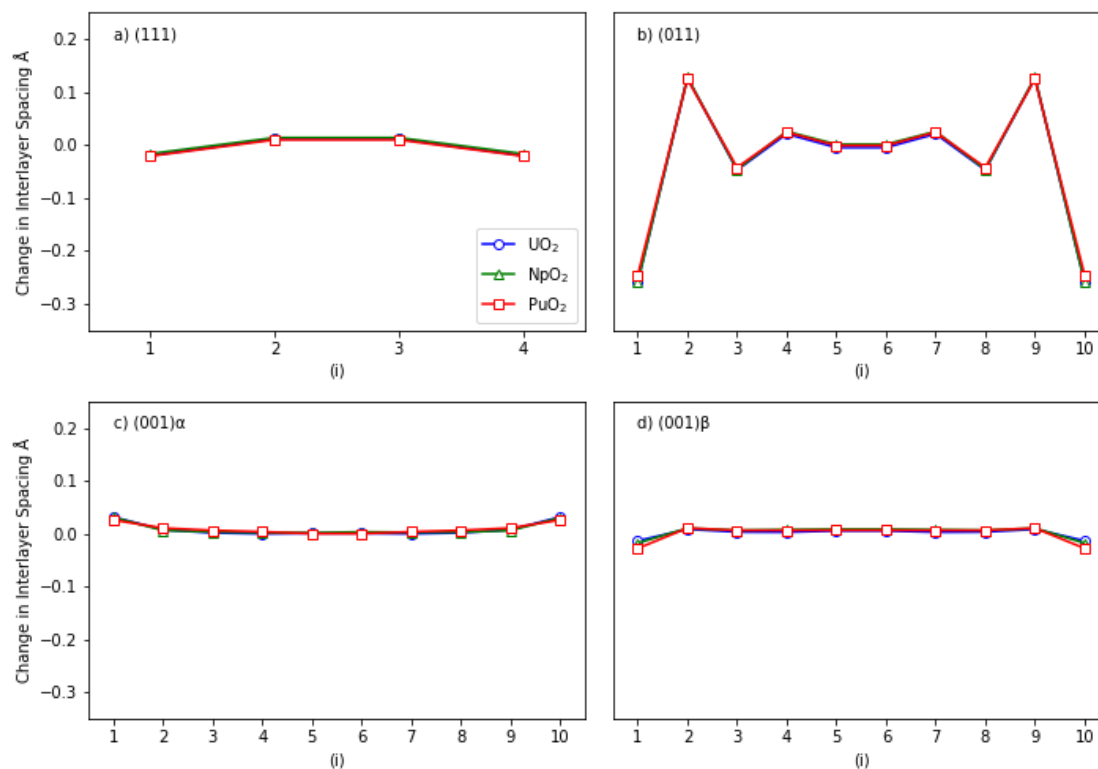 a) (111)
Change in Interlayer Spacing Å
0.2
0.1
0.0
−0.1
−0.2
−0.3
1 2 3 4
(i)
UO₂
NpO₂
PuO₂
b) (011)
1 2 3 4 5 6 7 8 9 10
(i)
c) (001)α
Change in Interlayer Spacing Å
0.2
0.1
0.0
−0.1
−0.2
−0.3
1 2 3 4 5 6 7 8 9 10
(i)
d) (001)β
1 2 3 4 5 6 7 8 9 10
(i)